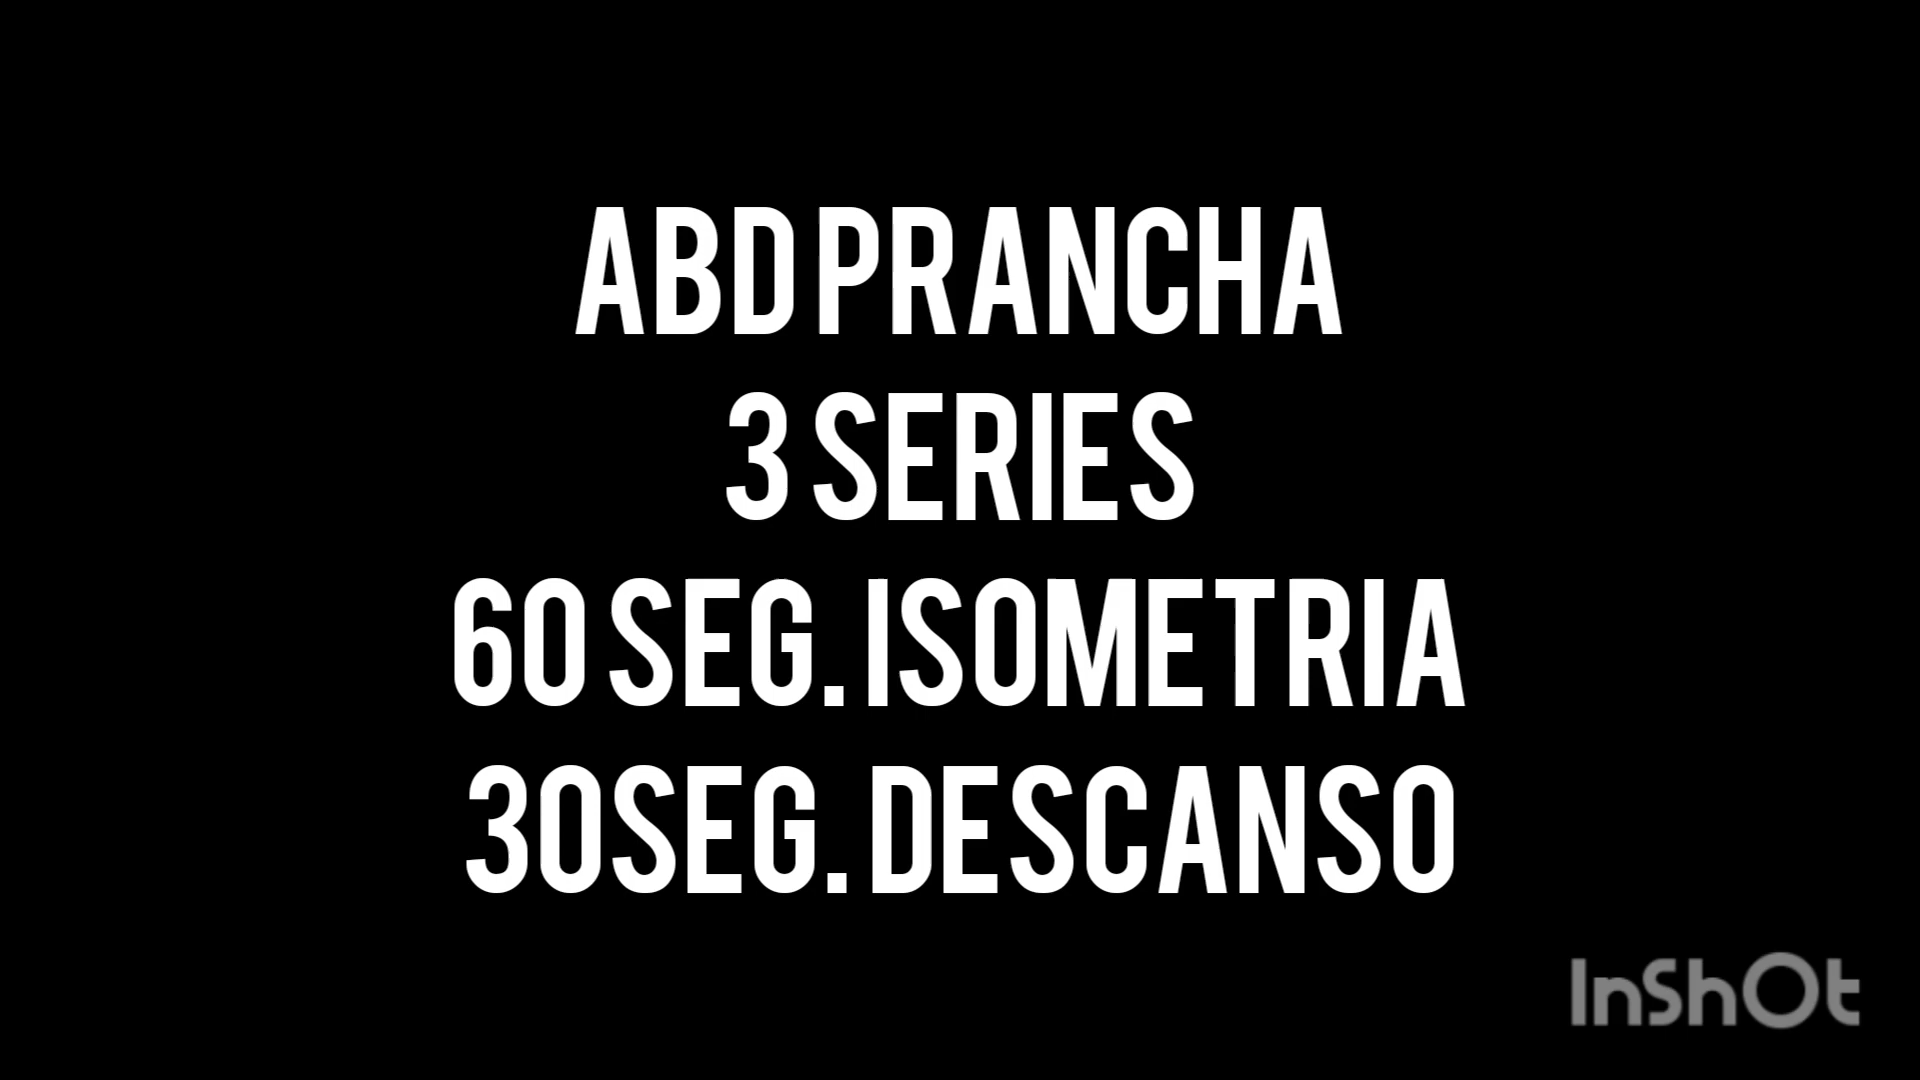 ABD PRANCHA
3 SERIES
60 SEG. ISOMETRIA
30SEG. DESCANSO
InShOt